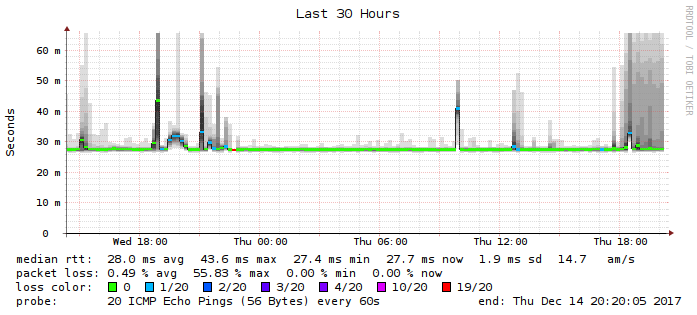 Last 30 Hours
RRDTOOL / TOBI OETIKER
Seconds
60 m
50 m
40 m
30 m
20 m
10 m
0
Wed 18:00 Thu 00:00 Thu 06:00 Thu 12:00 Thu 18:00
median rtt: 28.0 ms avg 43.6 ms max 27.4 ms min 27.7 ms now 1.9 ms sd 14.7 am/s
packet loss: 0.49 % avg 55.83 % max 0.00 % min 0.00 % now
loss color: 0 1/20 2/20 3/20 4/20 10/20 19/20
probe: 20 ICMP Echo Pings (56 Bytes) every 60s end: Thu Dec 14 20:20:05 2017